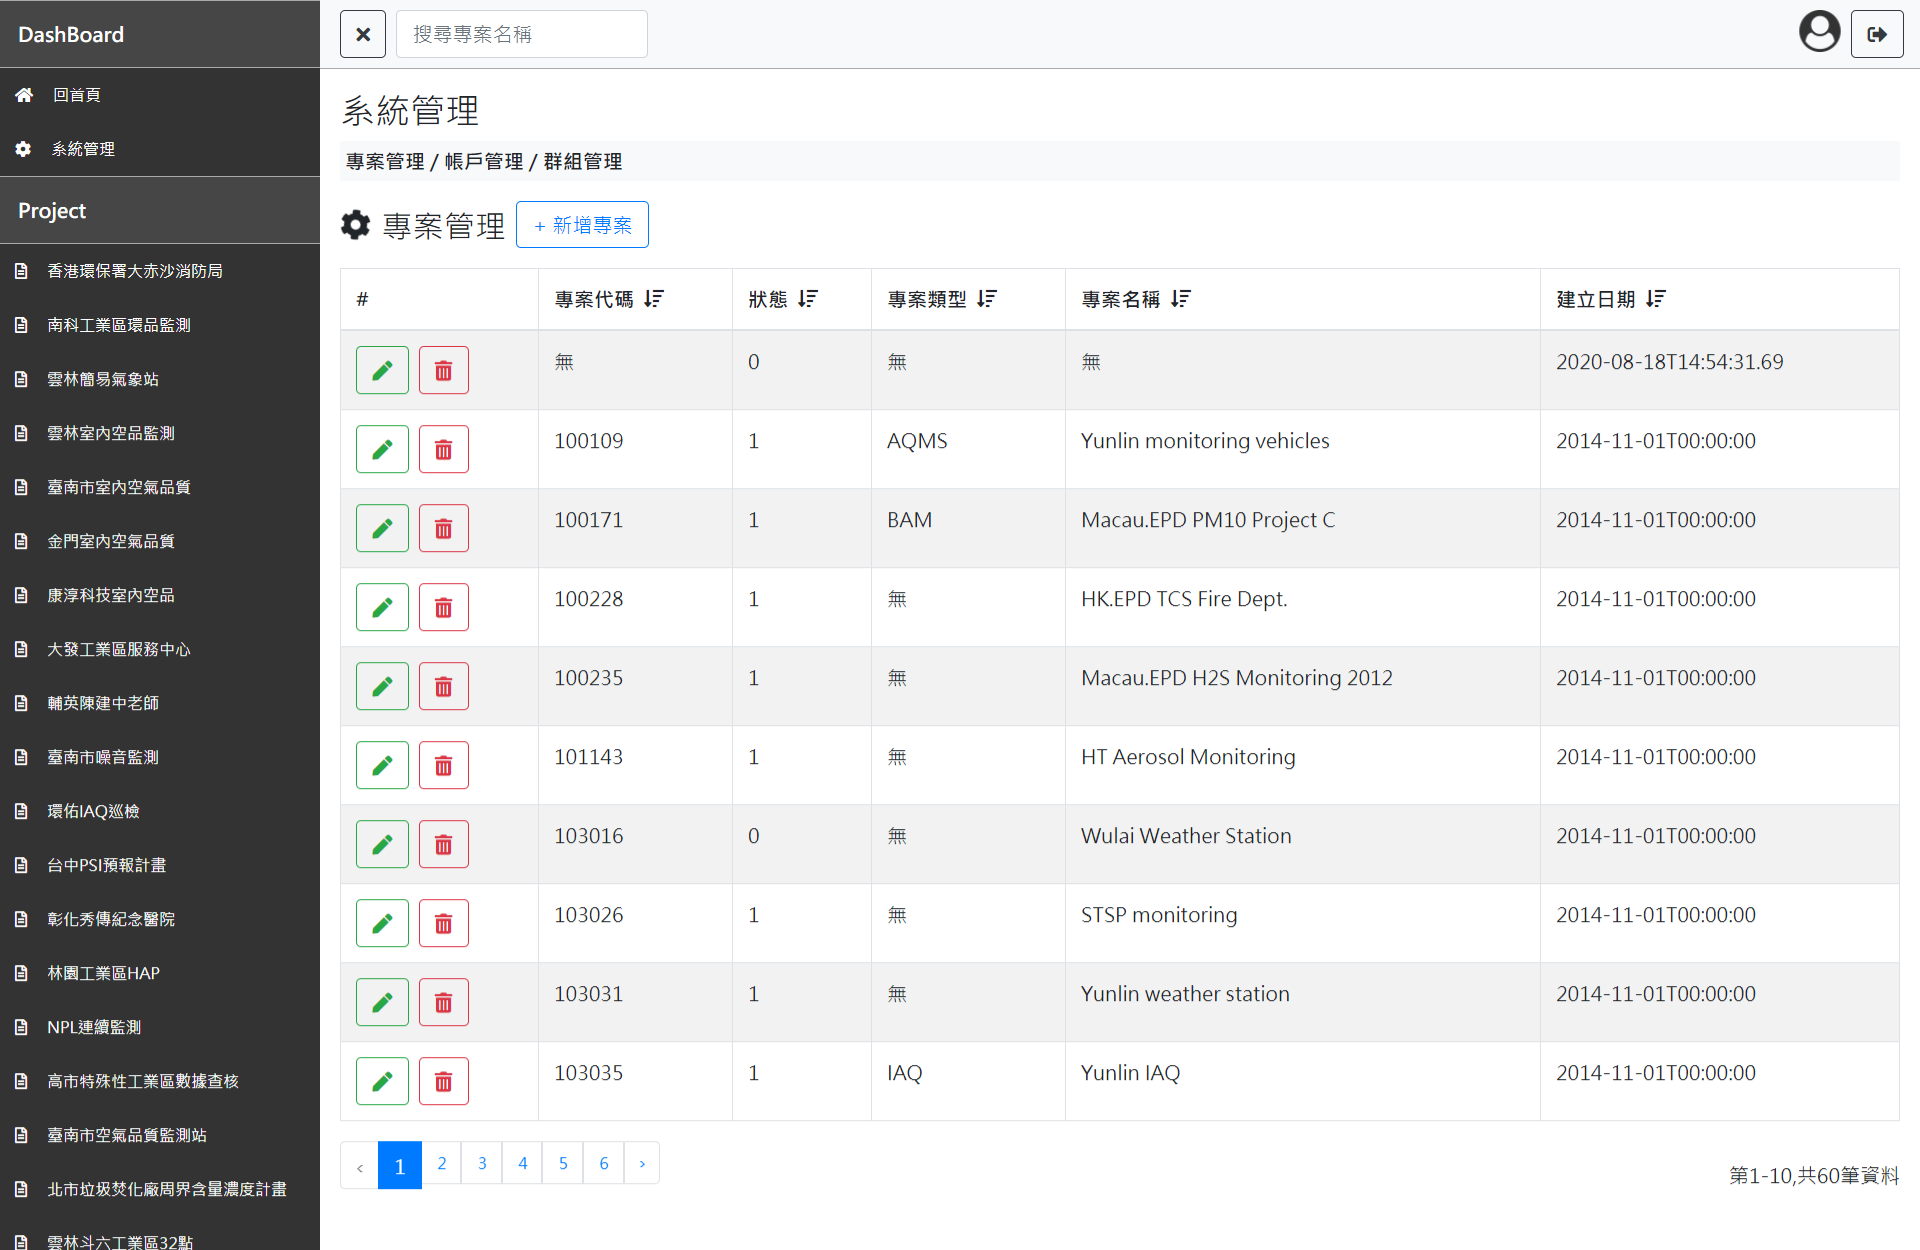 DashBoard
回首頁
系統管理
Project
香港環保署大赤沙消防局
南科工業區環品監測
雲林簡易氣象站
雲林室內空品監測
臺南市室內空氣品質
金門室內空氣品質
康淳科技室內空品
大發工業區服務中心
輔英陳建中老師
臺南市噪音監測
環佑IAQ巡檢
台中PSI預報計畫
彰化秀傳紀念醫院
林園工業區HAP
NPL連續監測
高市特殊性工業區數據查核
臺南市空氣品質監測站
北市垃圾焚化廠周界含量濃度計畫
雲林斗六工業區32點
搜尋專案名稱
系統管理
專案管理 / 帳戶管理 / 群組管理
專案管理 + 新增專案
# 專案代碼 狀態 專案類型 專案名稱 建立日期
無 0 無 無 2020-08-18T14:54:31.69
100109 1 AQMS Yunlin monitoring vehicles 2014-11-01T00:00:00
100171 1 BAM Macau.EPD PM10 Project C 2014-11-01T00:00:00
100228 1 無 HK.EPD TCS Fire Dept. 2014-11-01T00:00:00
100235 1 無 Macau.EPD H2S Monitoring 2012 2014-11-01T00:00:00
101143 1 無 HT Aerosol Monitoring 2014-11-01T00:00:00
103016 0 無 Wulai Weather Station 2014-11-01T00:00:00
103026 1 無 STSP monitoring 2014-11-01T00:00:00
103031 1 無 Yunlin weather station 2014-11-01T00:00:00
103035 1 IAQ Yunlin IAQ 2014-11-01T00:00:00
‹ 1 2 3 4 5 6 ›
第1-10,共60筆資料